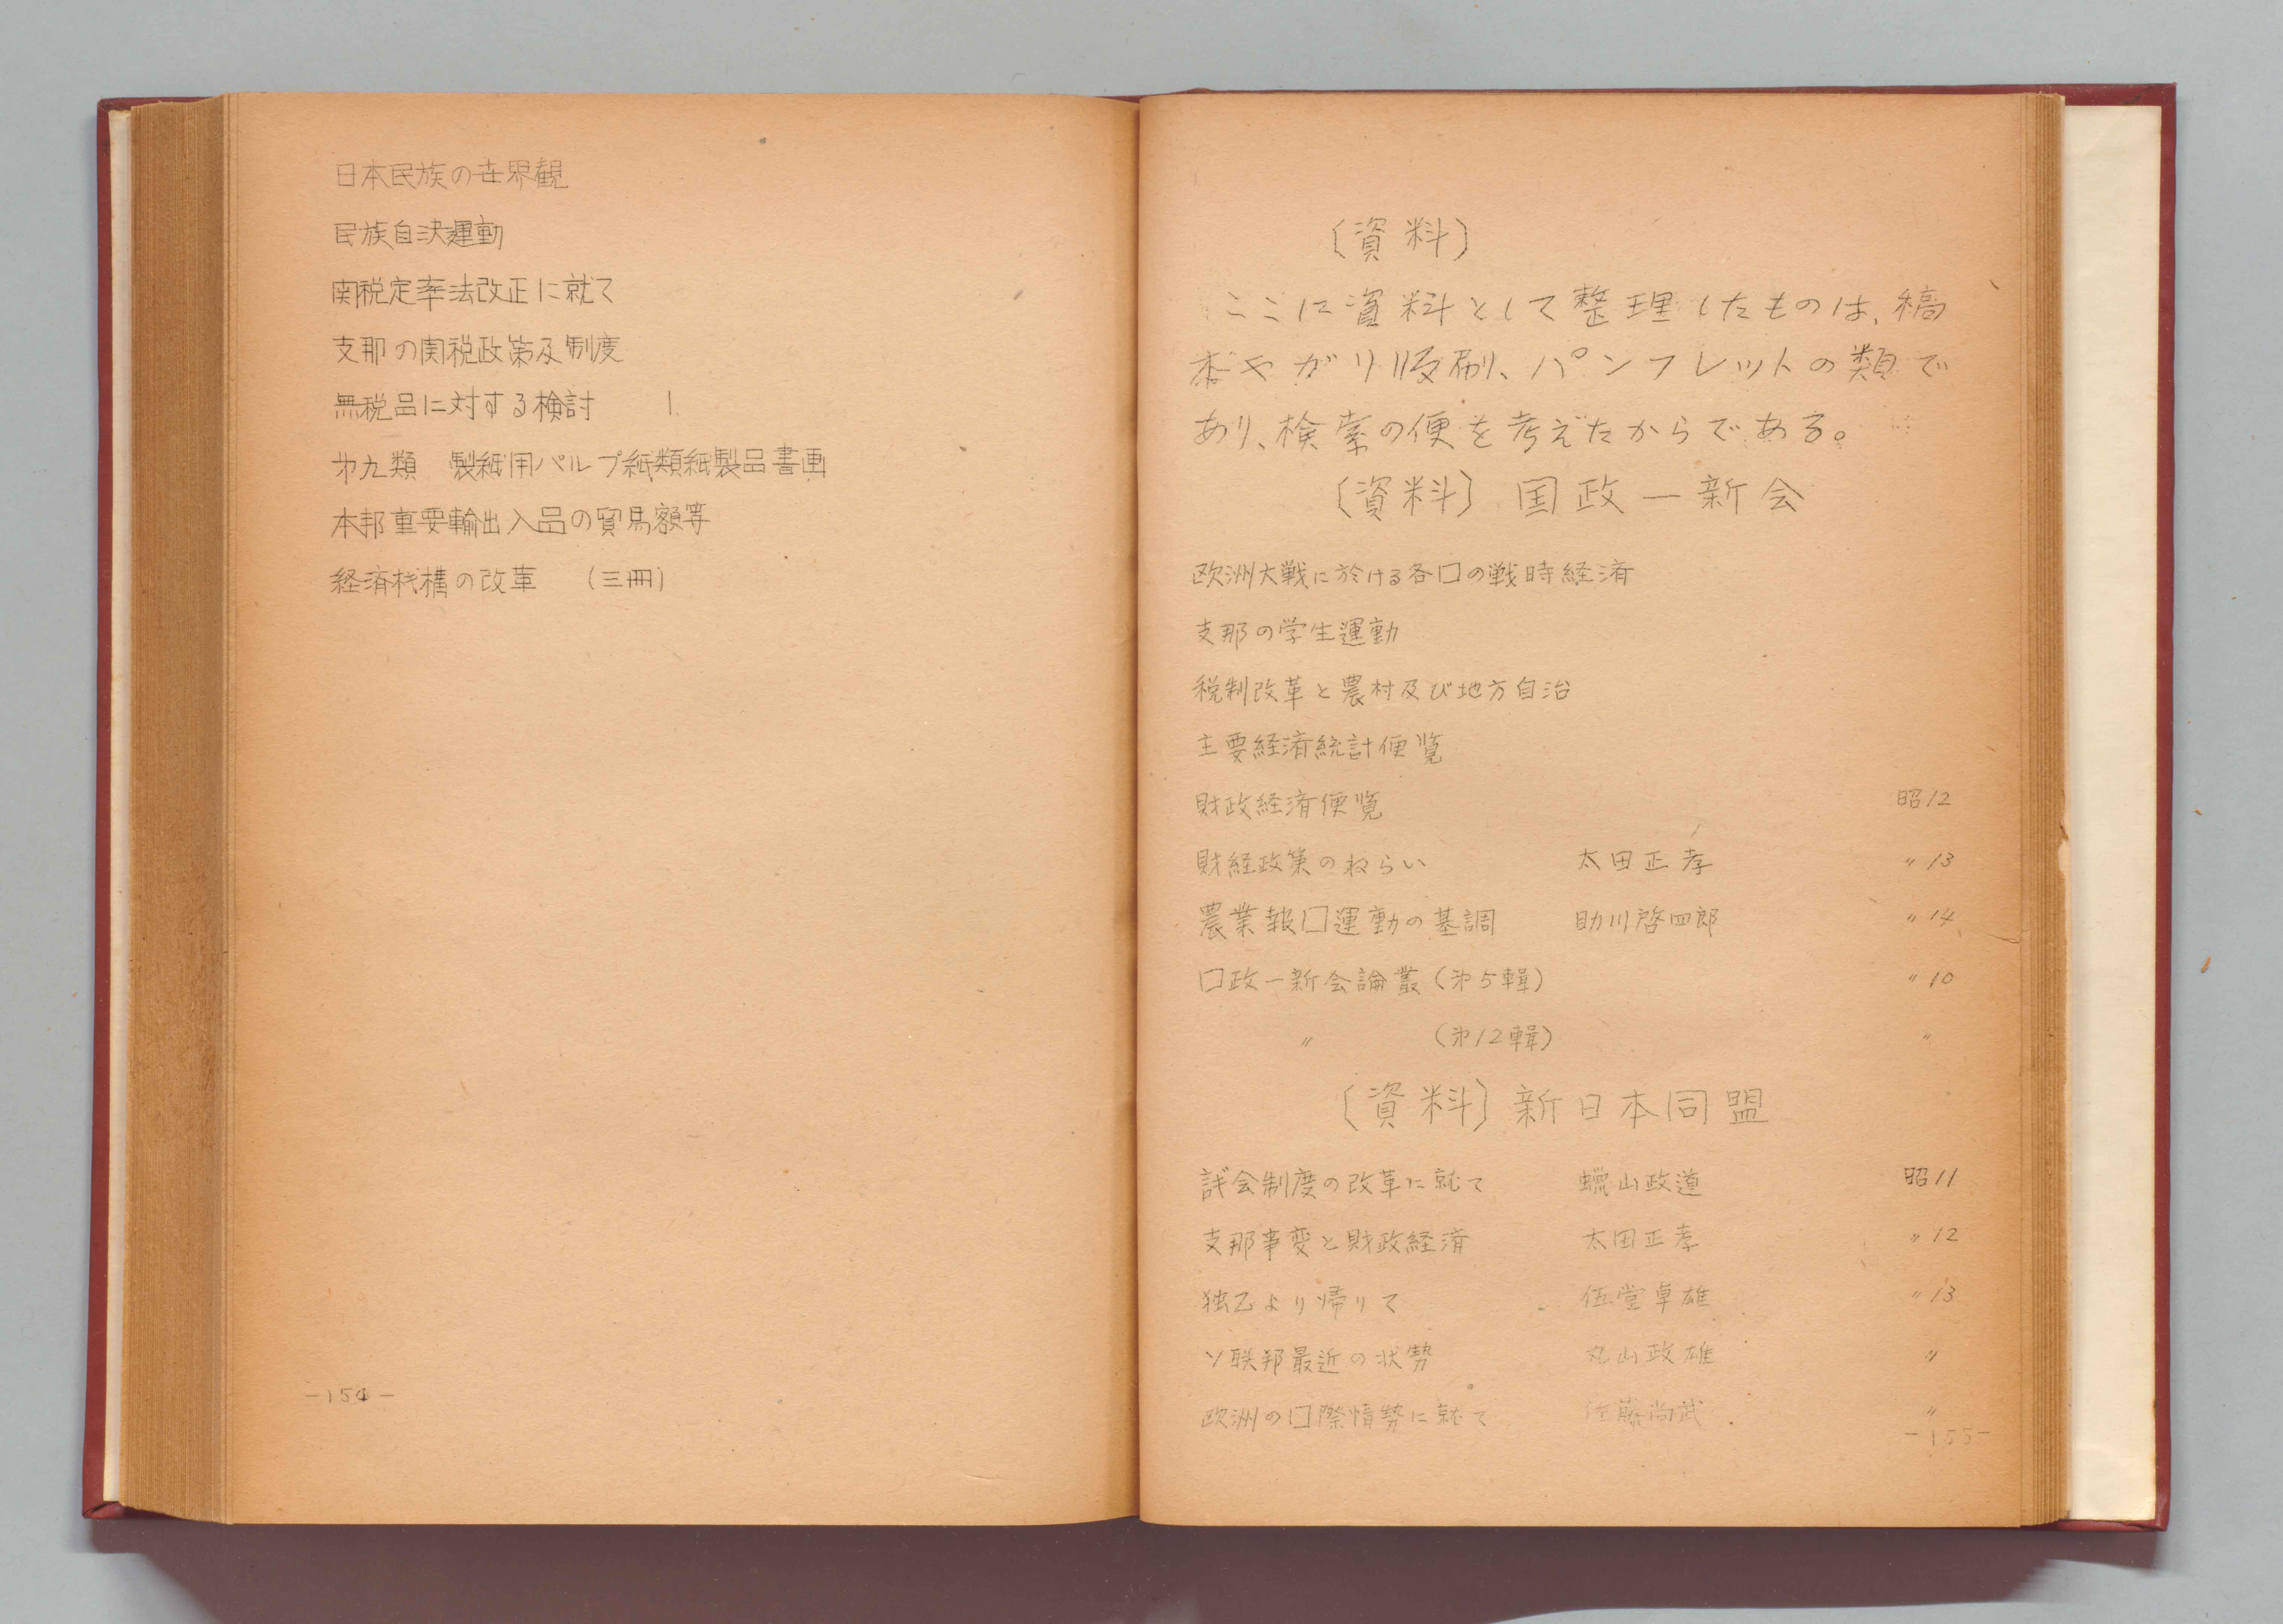 日本民族の世界観
民族自決運動
関税定率法改正に就て
支那の関税政策及制度
無税品に対する検討　1
㐧九類　製紙用パルプ紙類紙製品書画
本邦重要輸出入品の貿易額等
経済机構の改革　(三冊)
-154-
〔資料〕
ここに資料として整理したものは、稿
本やガリ版刷、パンフレットの類で
あり、検索の便を考えたからである。
〔資料〕国政一新会
欧洲大戦に於ける各口の戦時経済
支那の学生運動
税制改革と農村及び地方自治
主要経済統計便覧
財政経済便覧　昭12
財経政策のねらい　太田正孝　〃13
農業報口運動の基調　助川啓四郎　〃14
口政一新会論叢(㐧5輯)　〃10
〃　(㐧12輯)　〃
〔資料〕新日本同盟
議会制度の改革に就て　蠟山政道　昭11
支那事変と財政経済　太田正孝　〃12
独乙より帰りて　伍堂卓雄　〃13
ソ联邦最近の状勢　丸山政雄　〃
欧洲の口際情勢に就て　佐藤尚武　〃
-155-